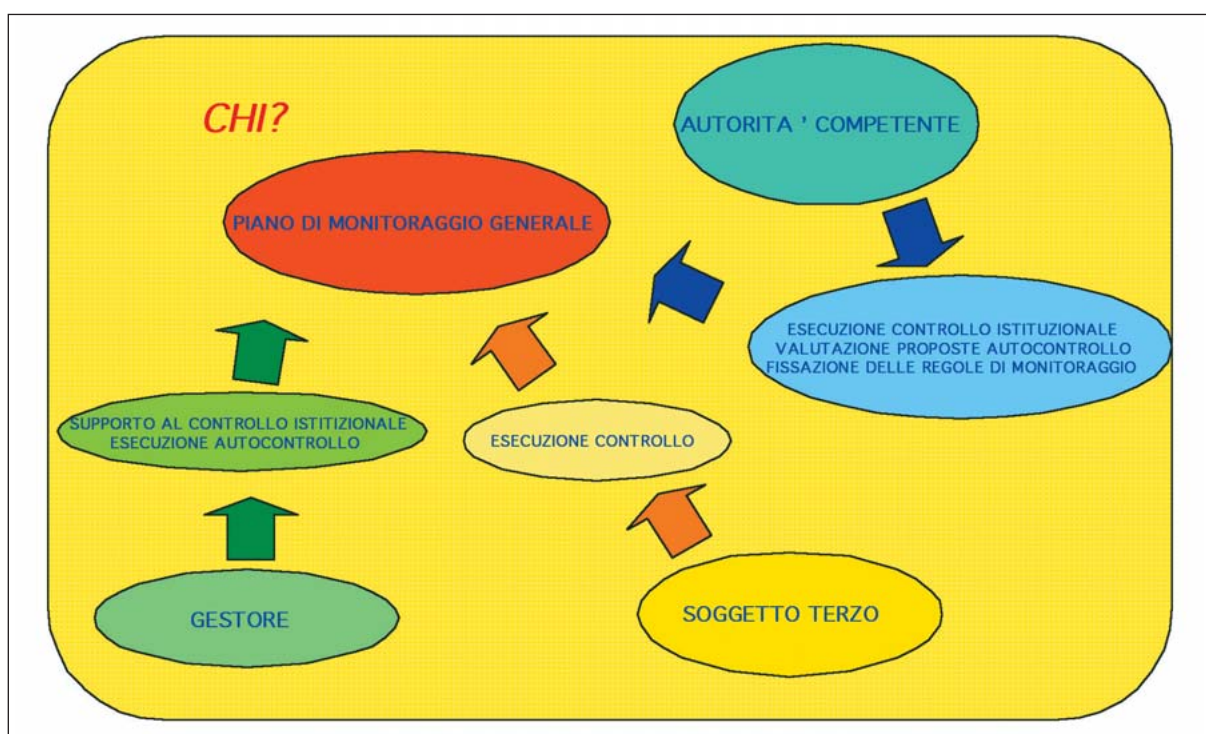 CHI?
AUTORITA ' COMPETENTE
PIANO DI MONITORAGGIO GENERALE
ESECUZIONE CONTROLLO ISTITUZIONALE
VALUTAZIONE PROPOSTE AUTOCONTROLLO
FISSAZIONE DELLE REGOLE DI MONITORAGGIO
SUPPORTO AL CONTROLLO ISTITIZIONALE
ESECUZIONE AUTOCONTROLLO
ESECUZIONE CONTROLLO
GESTORE
SOGGETTO TERZO